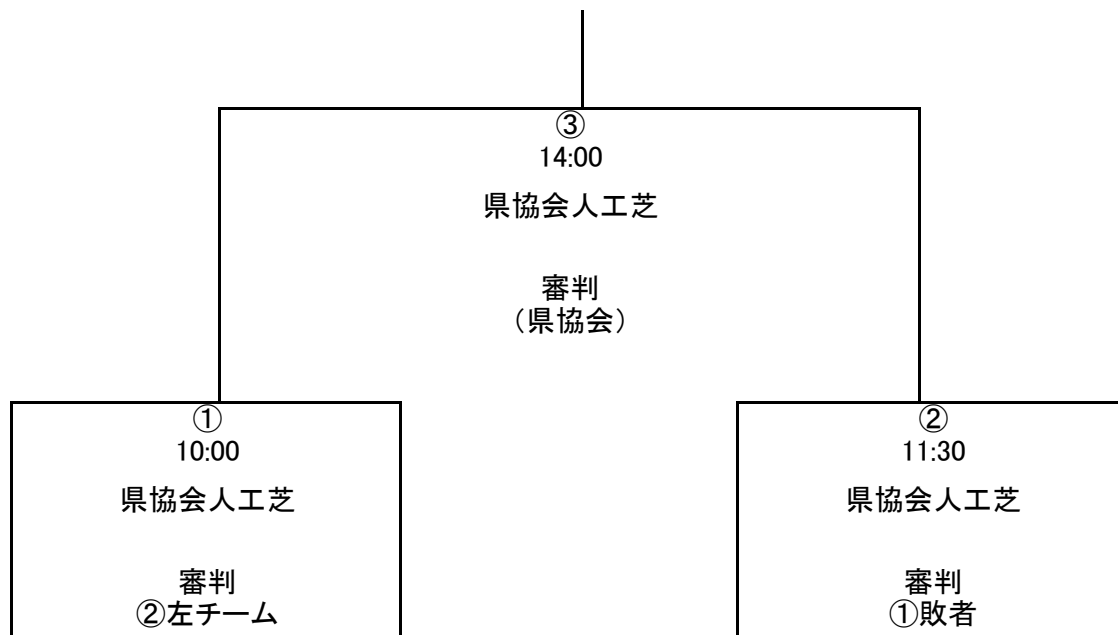 ③
14:00
県協会人工芝
審判
（県協会）
①
10:00
県協会人工芝
審判
②左チーム
②
11:30
県協会人工芝
審判
①敗者